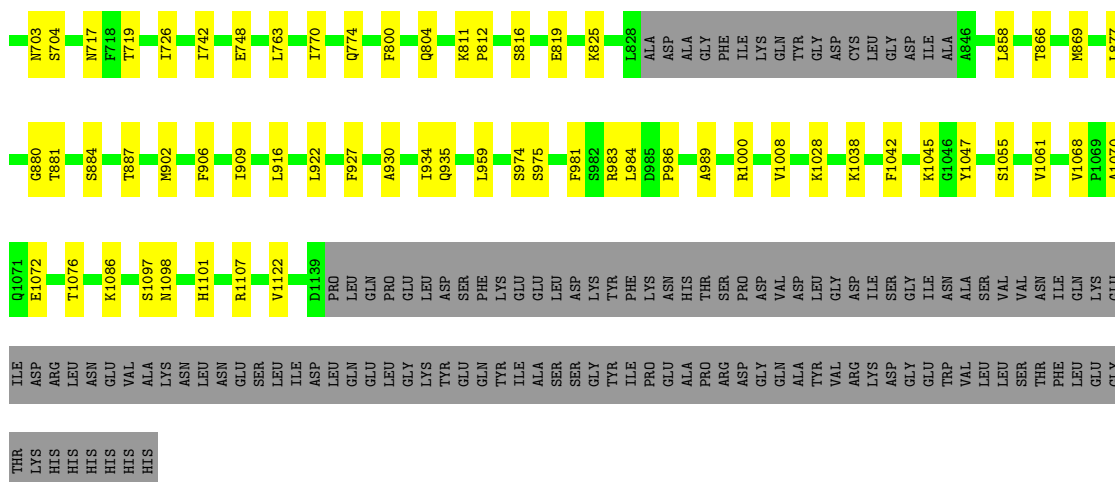 N703 S704 N717 F718 T719 I726 I742 E748 L763 I770 Q774 F800 Q804 K811 P812 S816 E819 K825 L828 ALA ASP ALA GLY PHE ILE LYS GLN TYR GLY ASP CYS LEU GLY ASP ILE ALA A846 L858 T866 M869 L877
G880 T881 S884 T887 M902 F906 I909 L916 L922 F927 A930 I934 Q935 L959 S974 S975 F981 S982 R983 L984 D985 P986 A989 R1000 V1008 K1028 K1038 F1042 K1045 G1046 Y1047 S1055 V1061 V1068 P1069 A1070
Q1071 E1072 T1076 K1086 S1097 N1098 H1101 R1107 V1122 D1139 PRO LEU GLN PRO GLU LEU ASP SER PHE LYS GLU GLU LEU ASP LYS TYR PHE LYS ASN HIS THR SER PRO ASP VAL ASP LEU GLY ASP ILE SER GLY ILE ASN ALA SER VAL VAL ASN ILE GLN LYS GLU
ILE ASP ARG LEU ASN GLU VAL ALA LYS ASN LEU ASN GLU SER LEU ILE ASP LEU GLN GLU LEU GLY LYS TYR GLU GLN TYR ILE ALA SER SER GLY TYR ILE PRO GLU ALA PRO ARG ASP GLY GLN ALA TYR VAL ARG LYS ASP GLY GLU TRP VAL LEU LEU SER THR PHE LEU GLU GLY
THR LYS HIS HIS HIS HIS HIS HIS